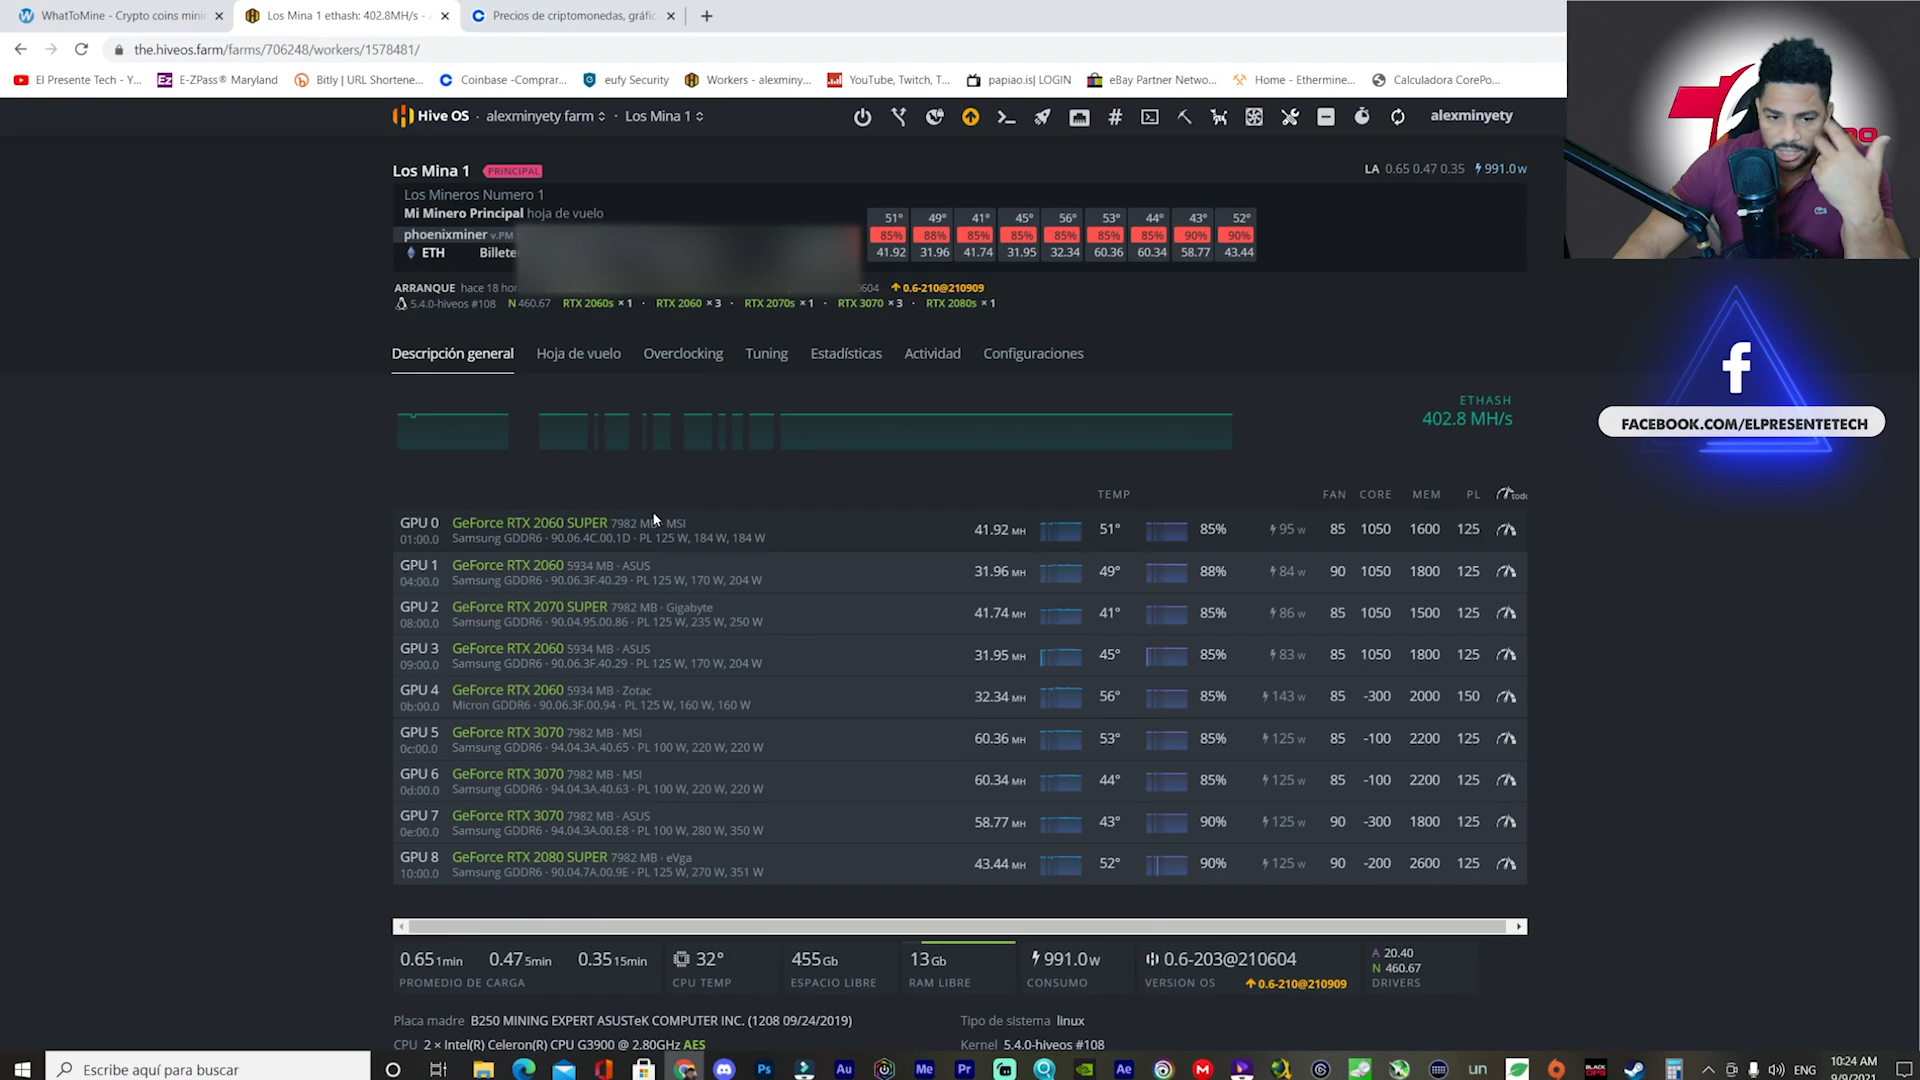 WhatToMine - Crypto coins mini
Los Mina 1 ethash: 402.8MH/s -
Precios de criptomonedas, gráfic
the.hiveos.farm/farms/706248/workers/1578481/
El Presente Tech - Y...
E-ZPass® Maryland
Bitly | URL Shortene...
Coinbase -Comprar...
eufy Security
Workers - alexminy...
YouTube, Twitch, T...
papiao.is| LOGIN
eBay Partner Netwo...
Home - Ethermine...
Calculadora CorePo...
Hive OS · alexminyety farm · Los Mina 1
alexminyety
Los Mina 1 PRINCIPAL
LA 0.65 0.47 0.35 991.0 w
Los Mineros Numero 1
Mi Minero Principal hoja de vuelo
phoenixminer v.PM
ETH Billete
51° 49° 41° 45° 56° 53° 44° 43° 52°
85% 88% 85% 85% 85% 85% 85% 90% 90%
41.92 31.96 41.74 31.95 32.34 60.36 60.34 58.77 43.44
ARRANQUE hace 18 hor 0604 0.6-210@210909
5.4.0-hiveos #108 N 460.67 RTX 2060s × 1 · RTX 2060 × 3 · RTX 2070s × 1 · RTX 3070 × 3 · RTX 2080s × 1
Descripción general
Hoja de vuelo
Overclocking
Tuning
Estadísticas
Actividad
Configuraciones
ETHASH
402.8 MH/s
FACEBOOK.COM/ELPRESENTETECH
TEMP FAN CORE MEM PL todo
GPU 0 GeForce RTX 2060 SUPER 7982 MB · MSI 41.92 MH 51° 85% 95 w 85 1050 1600 125
01:00.0 Samsung GDDR6 · 90.06.4C.00.1D · PL 125 W, 184 W, 184 W
GPU 1 GeForce RTX 2060 5934 MB · ASUS 31.96 MH 49° 88% 84 w 90 1050 1800 125
04:00.0 Samsung GDDR6 · 90.06.3F.40.29 · PL 125 W, 170 W, 204 W
GPU 2 GeForce RTX 2070 SUPER 7982 MB · Gigabyte 41.74 MH 41° 85% 86 w 85 1050 1500 125
08:00.0 Samsung GDDR6 · 90.04.95.00.86 · PL 125 W, 235 W, 250 W
GPU 3 GeForce RTX 2060 5934 MB · ASUS 31.95 MH 45° 85% 83 w 85 1050 1800 125
09:00.0 Samsung GDDR6 · 90.06.3F.40.29 · PL 125 W, 170 W, 204 W
GPU 4 GeForce RTX 2060 5934 MB · Zotac 32.34 MH 56° 85% 143 w 85 -300 2000 150
0b:00.0 Micron GDDR6 · 90.06.3F.00.94 · PL 125 W, 160 W, 160 W
GPU 5 GeForce RTX 3070 7982 MB · MSI 60.36 MH 53° 85% 125 w 85 -100 2200 125
0c:00.0 Samsung GDDR6 · 94.04.3A.40.65 · PL 100 W, 220 W, 220 W
GPU 6 GeForce RTX 3070 7982 MB · MSI 60.34 MH 44° 85% 125 w 85 -100 2200 125
0d:00.0 Samsung GDDR6 · 94.04.3A.40.63 · PL 100 W, 220 W, 220 W
GPU 7 GeForce RTX 3070 7982 MB · ASUS 58.77 MH 43° 90% 125 w 90 -300 1800 125
0e:00.0 Samsung GDDR6 · 94.04.3A.00.E8 · PL 100 W, 280 W, 350 W
GPU 8 GeForce RTX 2080 SUPER 7982 MB · eVga 43.44 MH 52° 90% 125 w 90 -200 2600 125
10:00.0 Samsung GDDR6 · 90.04.7A.00.9E · PL 125 W, 270 W, 351 W
0.65 1min 0.47 5min 0.35 15min
PROMEDIO DE CARGA
32°
CPU TEMP
455 Gb
ESPACIO LIBRE
13 Gb
RAM LIBRE
991.0 w
CONSUMO
0.6-203@210604
VERSION OS 0.6-210@210909
A 20.40
N 460.67
DRIVERS
Placa madre B250 MINING EXPERT ASUSTeK COMPUTER INC. (1208 09/24/2019)
Tipo de sistema linux
CPU 2 × Intel(R) Celeron(R) CPU G3900 @ 2.80GHz AES
Kernel 5.4.0-hiveos #108
Escribe aquí para buscar
Ps
Au
Me
Pr
Ae
un
ENG
10:24 AM
9/9/2021